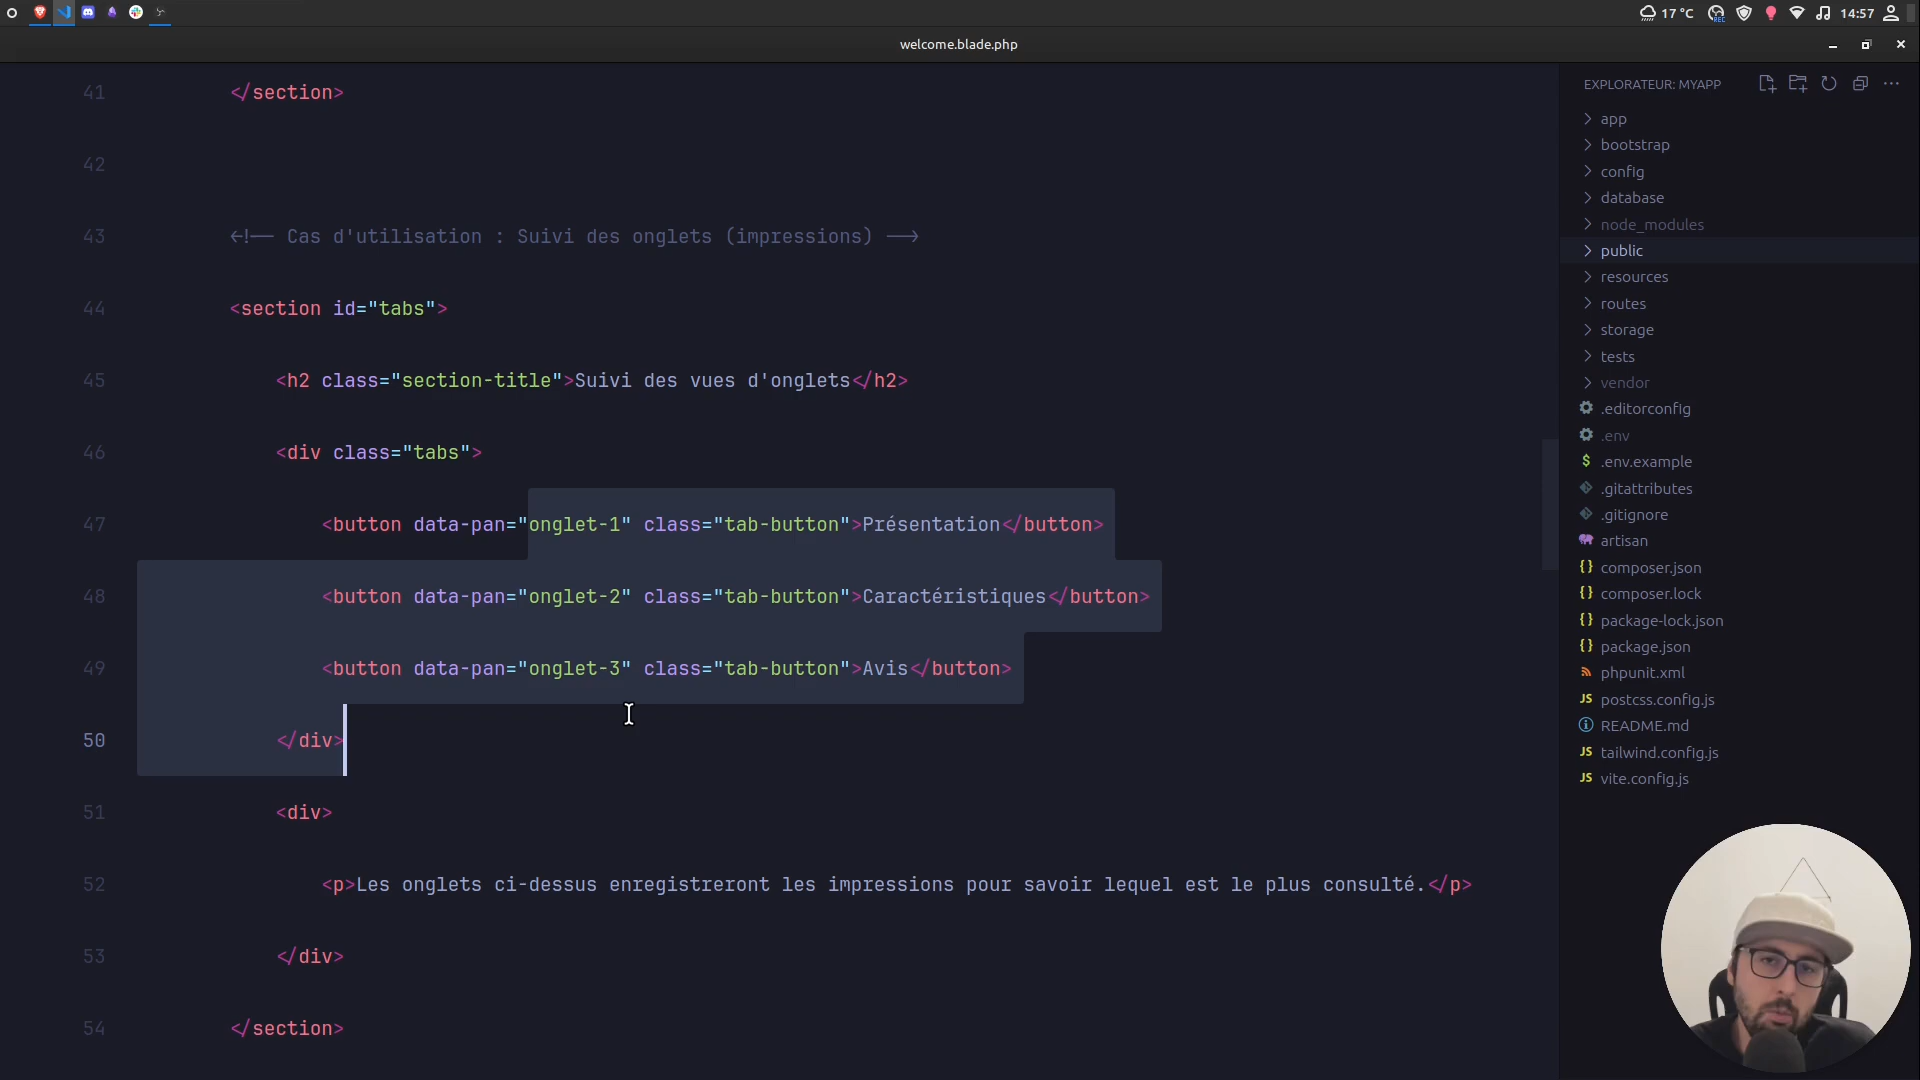 17 °C
REC
14:57
welcome.blade.php
41 </section>
42
43 <!-- Cas d'utilisation : Suivi des onglets (impressions) -->
44 <section id="tabs">
45 <h2 class="section-title">Suivi des vues d'onglets</h2>
46 <div class="tabs">
47 <button data-pan="onglet-1" class="tab-button">Présentation</button>
48 <button data-pan="onglet-2" class="tab-button">Caractéristiques</button>
49 <button data-pan="onglet-3" class="tab-button">Avis</button>
50 </div>
51 <div>
52 <p>Les onglets ci-dessus enregistreront les impressions pour savoir lequel est le plus consulté.</p>
53 </div>
54 </section>
EXPLORATEUR: MYAPP
app
bootstrap
config
database
node_modules
public
resources
routes
storage
tests
vendor
.editorconfig
.env
$ .env.example
.gitattributes
.gitignore
artisan
{} composer.json
{} composer.lock
{} package-lock.json
{} package.json
phpunit.xml
JS postcss.config.js
README.md
JS tailwind.config.js
JS vite.config.js